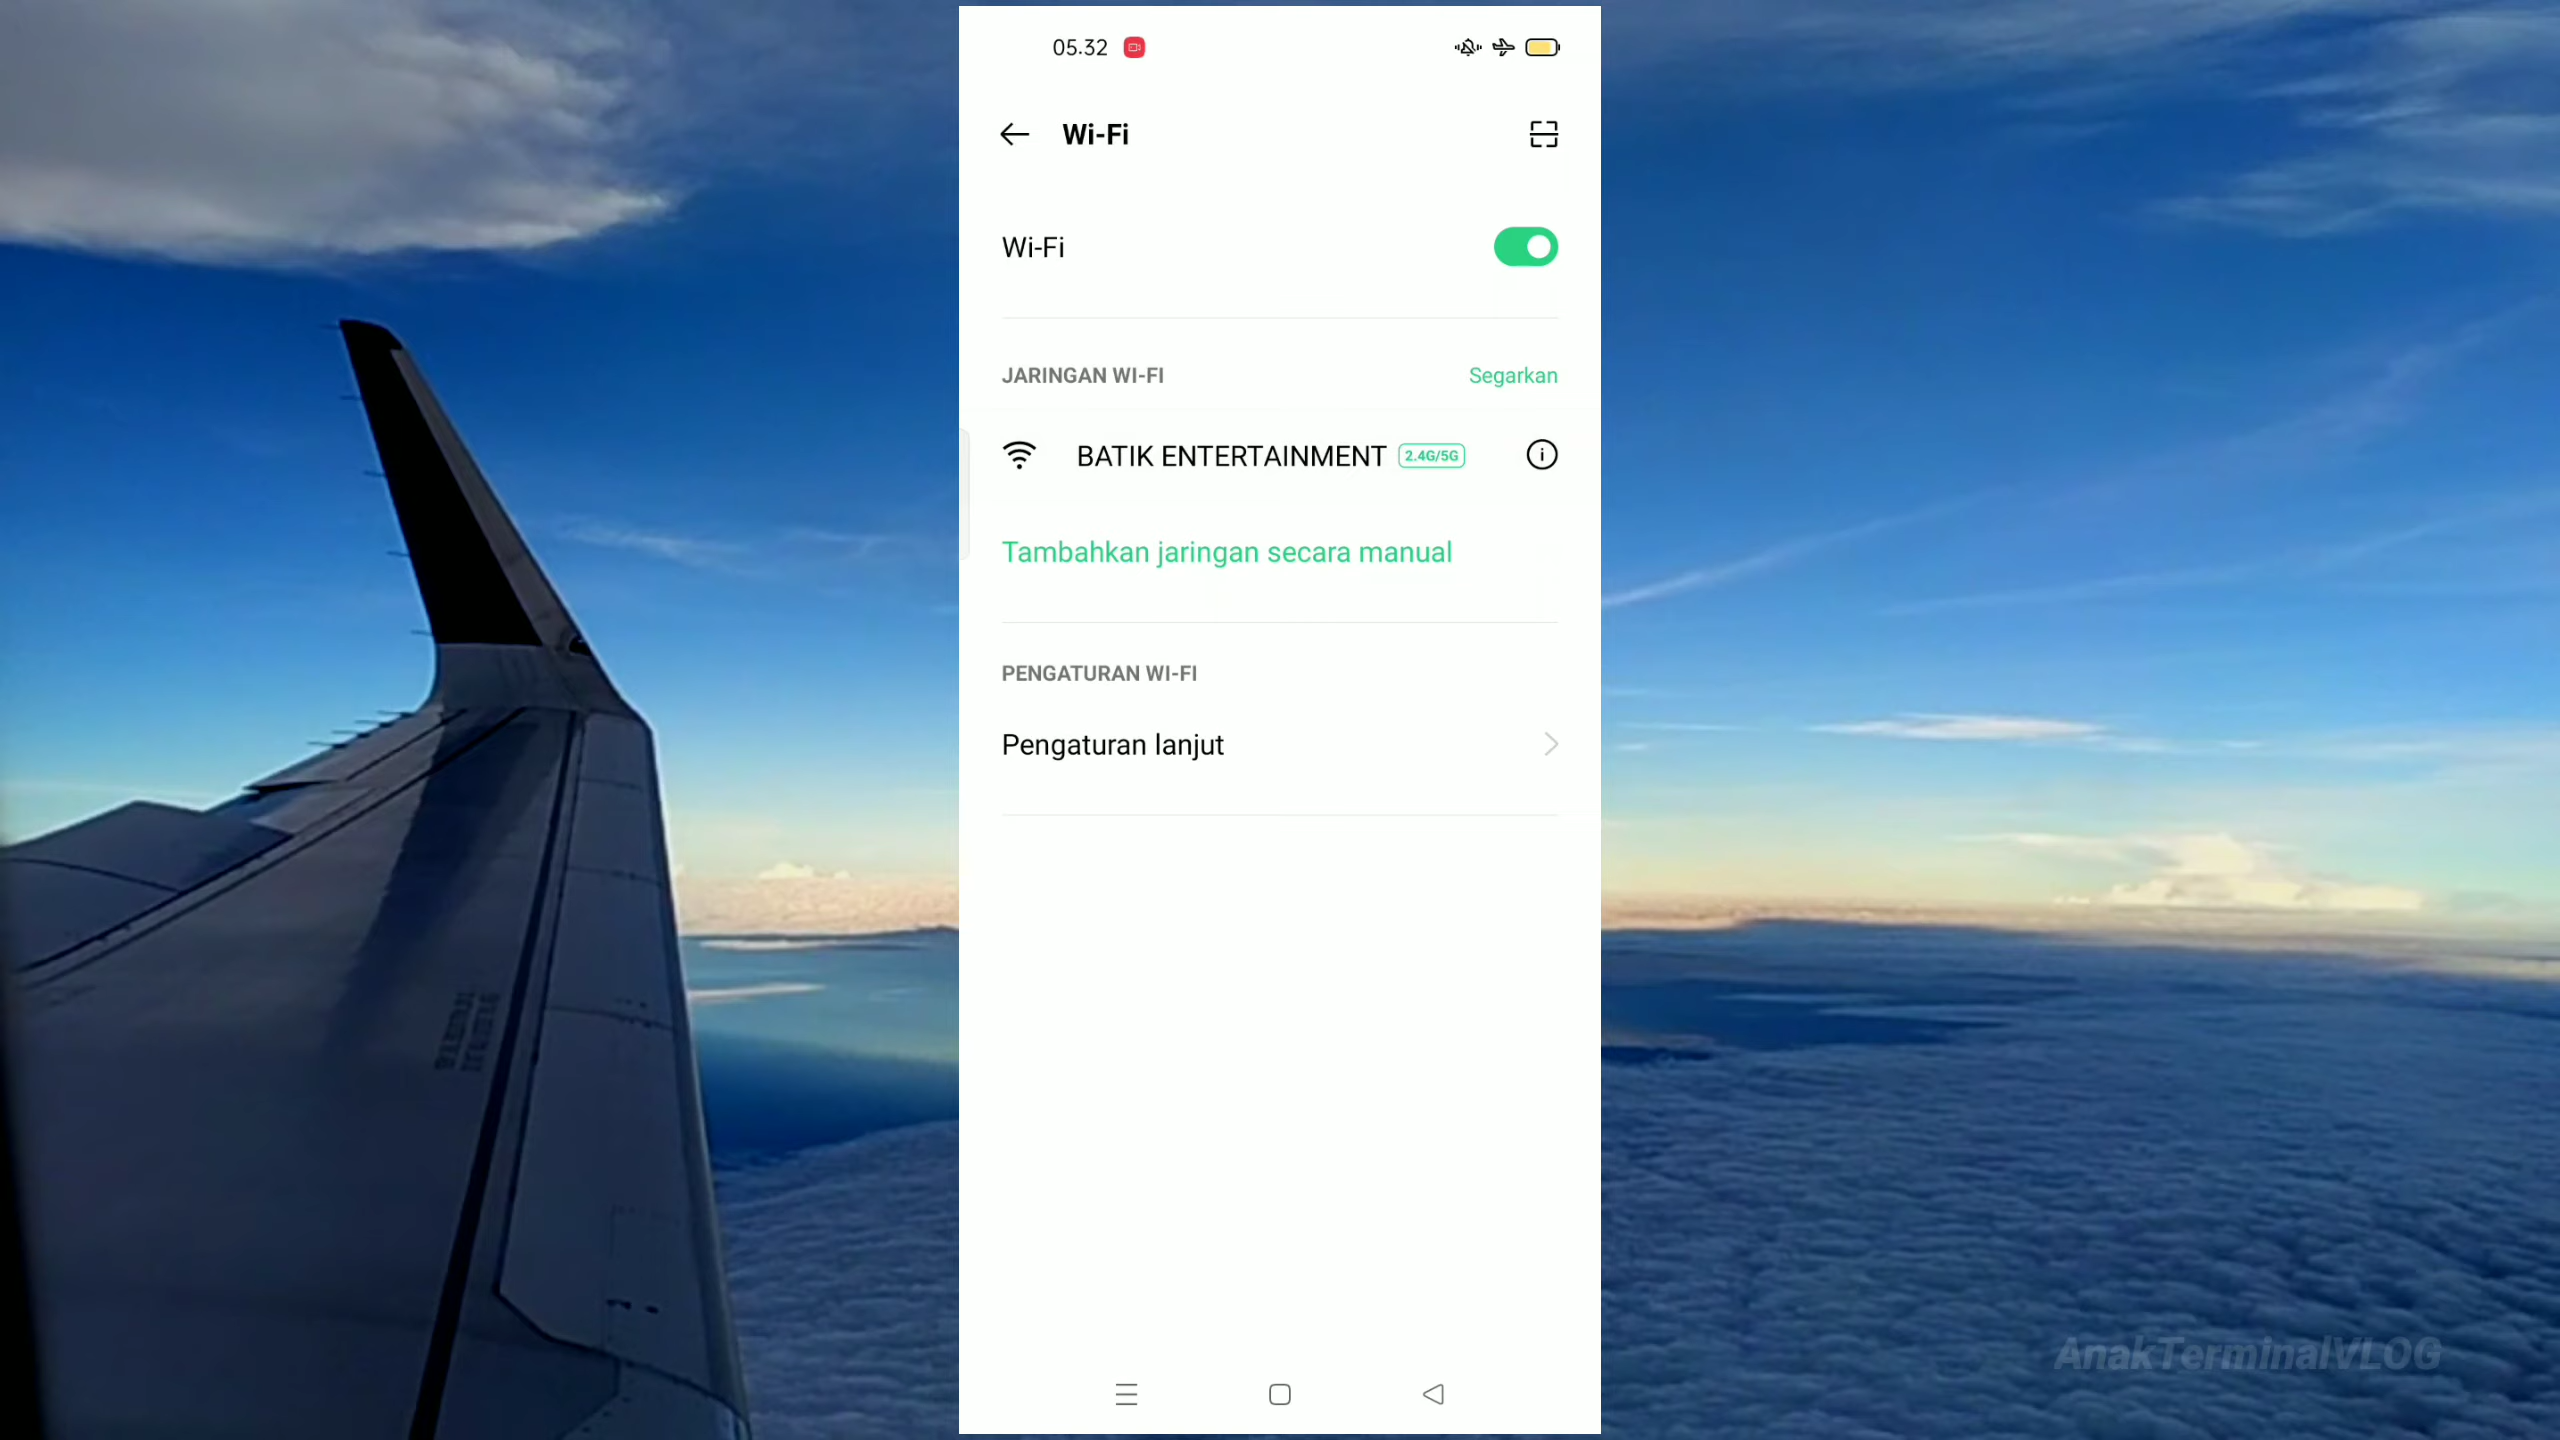 05.32
Wi-Fi
Wi-Fi
JARINGAN WI-FI
Segarkan
BATIK ENTERTAINMENT 2.4G/5G
Tambahkan jaringan secara manual
PENGATURAN WI-FI
Pengaturan lanjut
AnakTerminalVLOG